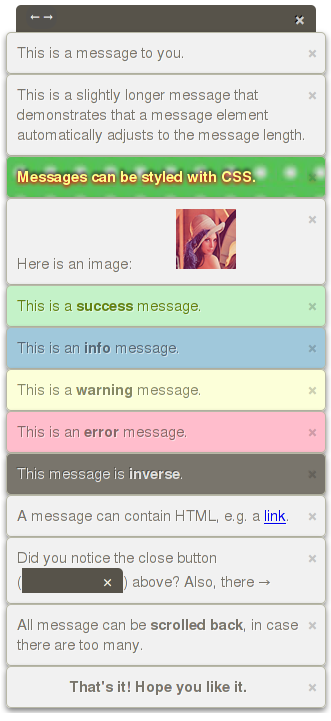 ← → ×
This is a message to you. ×
This is a slightly longer message that ×
demonstrates that a message element
automatically adjusts to the message length.
Messages can be styled with CSS. ×
×
Here is an image:
This is a success message. ×
This is an info message. ×
This is a warning message. ×
This is an error message. ×
This message is inverse. ×
A message can contain HTML, e.g. a link. ×
Did you notice the close button ×
( × ) above? Also, there →
All message can be scrolled back, in case ×
there are too many.
That's it! Hope you like it. ×